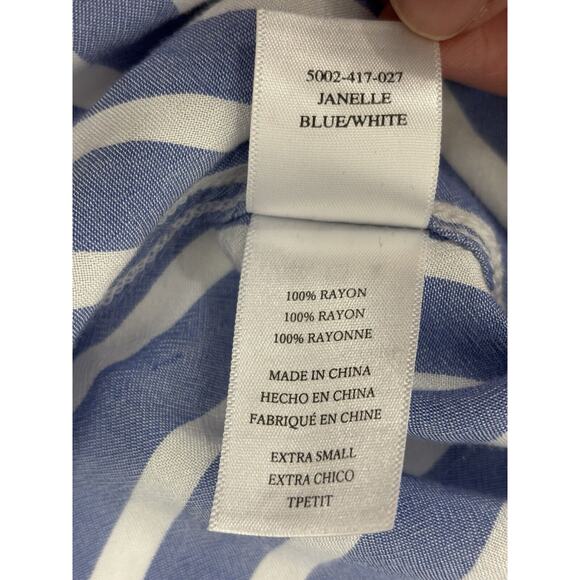 5002-417-027
JANELLE
BLUE/WHITE
100% RAYON
100% RAYON
100% RAYONNE
MADE IN CHINA
HECHO EN CHINA
FABRIQUÉ EN CHINE
EXTRA SMALL
EXTRA CHICO
TPETIT